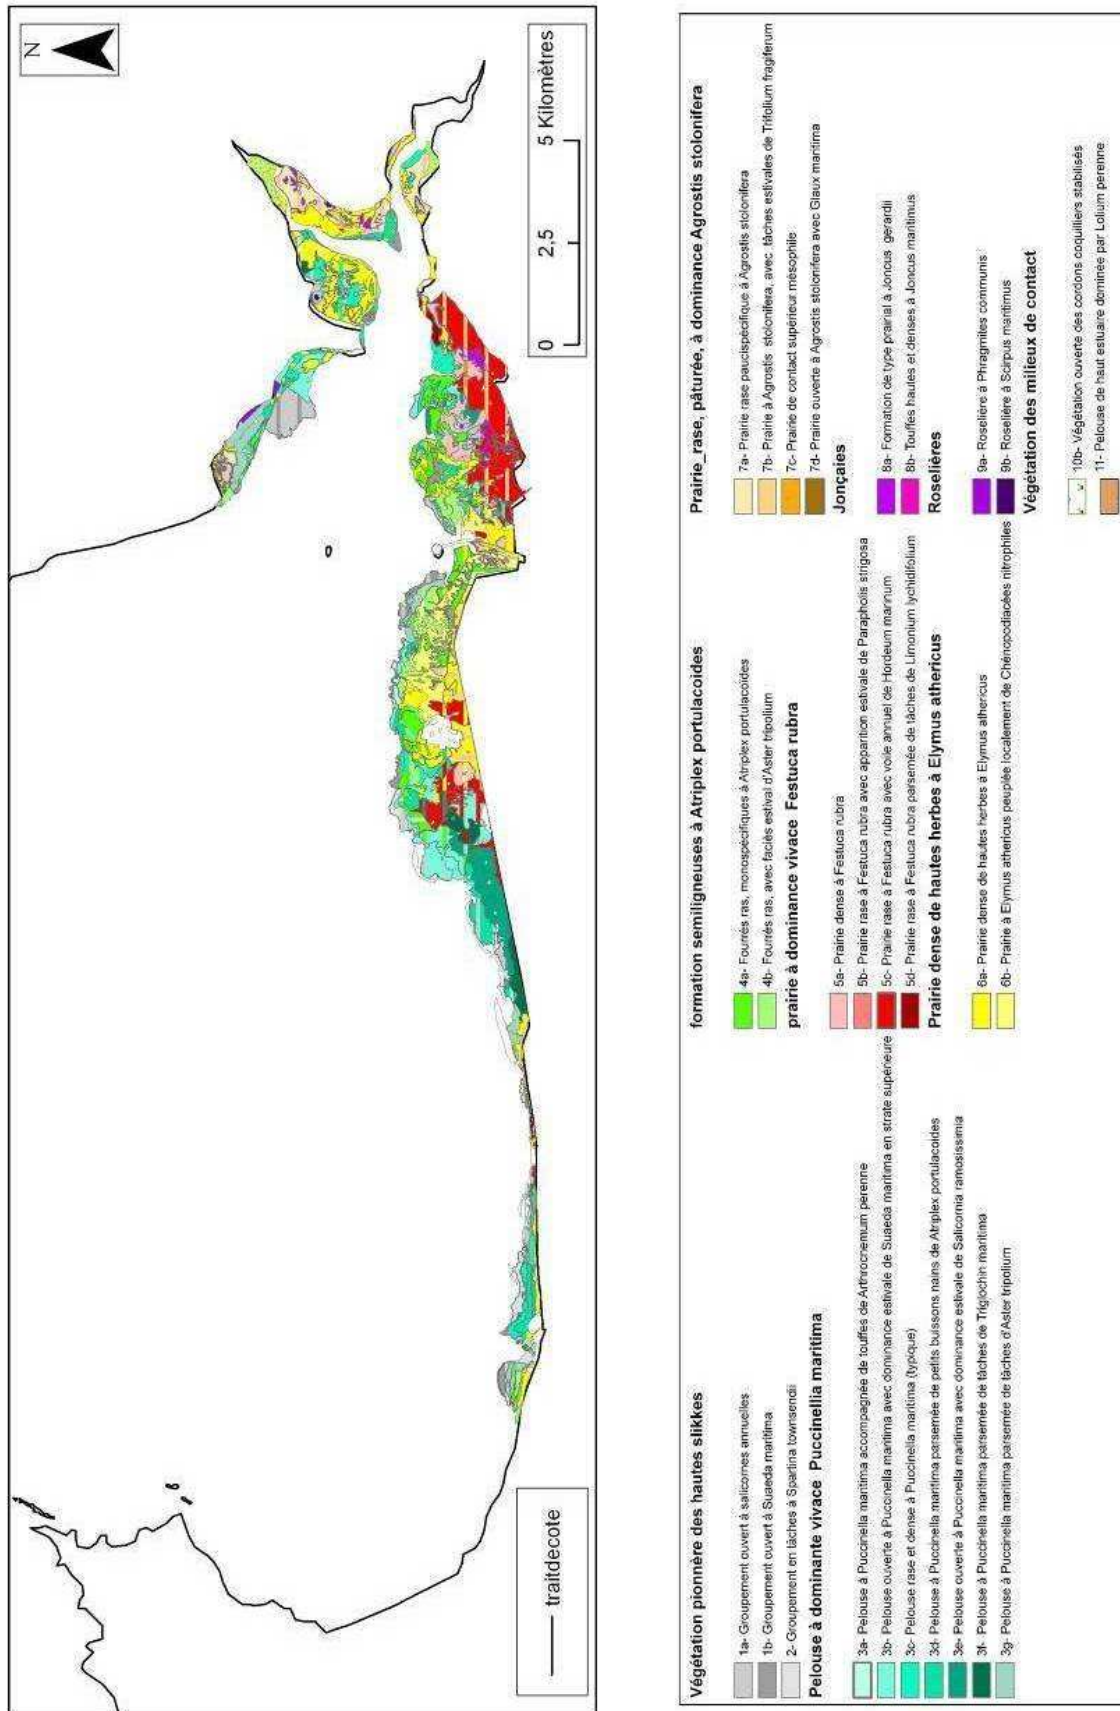 N
traitdecote
0 2,5 5 Kilomètres
Végétation pionnère des hautes slikkes
1a- Groupement ouvert à salicornes annuelles
1b- Groupement ouvert à Suaeda maritima
2- Groupement en tâches à Spartina townsendii
Pelouse à dominante vivace Puccinellia maritima
3a- Pelouse à Puccinella maritima accompagnée de touffes de Arthrocnemum perenne
3b- Pelouse ouverte à Puccinella maritima avec dominance estivale de Suaeda maritima en strate supérieure
3c- Pelouse rase et dense à Puccinella maritima (typique)
3d- Pelouse à Puccinella maritima parsemée de petits buissons nains de Atriplex portulacoides
3e- Pelouse ouverte à Puccinella maritima avec dominance estivale de Salicornia ramosissima
3f- Pelouse à Puccinella maritima parsemée de tâches de Triglochin maritima
3g- Pelouse à Puccinella maritima parsemée de tâches d'Aster tripolium
formation semiligneuses à Atriplex portulacoides
4a- Fourrés ras, monospécifiques à Atriplex portulacoides
4b- Fourrés ras, avec faciès estival d'Aster tripolium
prairie à dominance vivace Festuca rubra
5a- Prairie dense à Festuca rubra
5b- Prairie rase à Festuca rubra avec apparition estivale de Parapholis strigosa
5c- Prairie rase à Festuca rubra avec voile annuel de Hordeum marinum
5d- Prairie rase à Festuca rubra parsemée de tâches de Limonium lychidifolium
Prairie dense de hautes herbes à Elymus athericus
6a- Prairie dense de hautes herbes à Elymus athericus
6b- Prairie à Elymus athericus peuplée localement de Chénopodiacées nitrophiles
Prairie_rase, pâturée, à dominance Agrostis stolonifera
7a- Prairie rase paucispécifique à Agrostis stolonifera
7b- Prairie à Agrostis stolonifera, avec tâches estivales de Trifolium fragiferum
7c- Prairie de contact supérieur mésophile
7d- Prairie ouverte à Agrostis stolonifera avec Glaux maritima
Jonçaies
8a- Formation de type prairial à Joncus gerardii
8b- Touffes hautes et denses à Joncus maritimus
Roselières
9a- Roselière à Phragmites communis
9b- Roselière à Scirpus maritimus
Végétation des milieux de contact
10b- Végétation ouverte des cordons coquilliers stabilisés
11- Pelouse de haut estuaire dominée par Lolium perenne